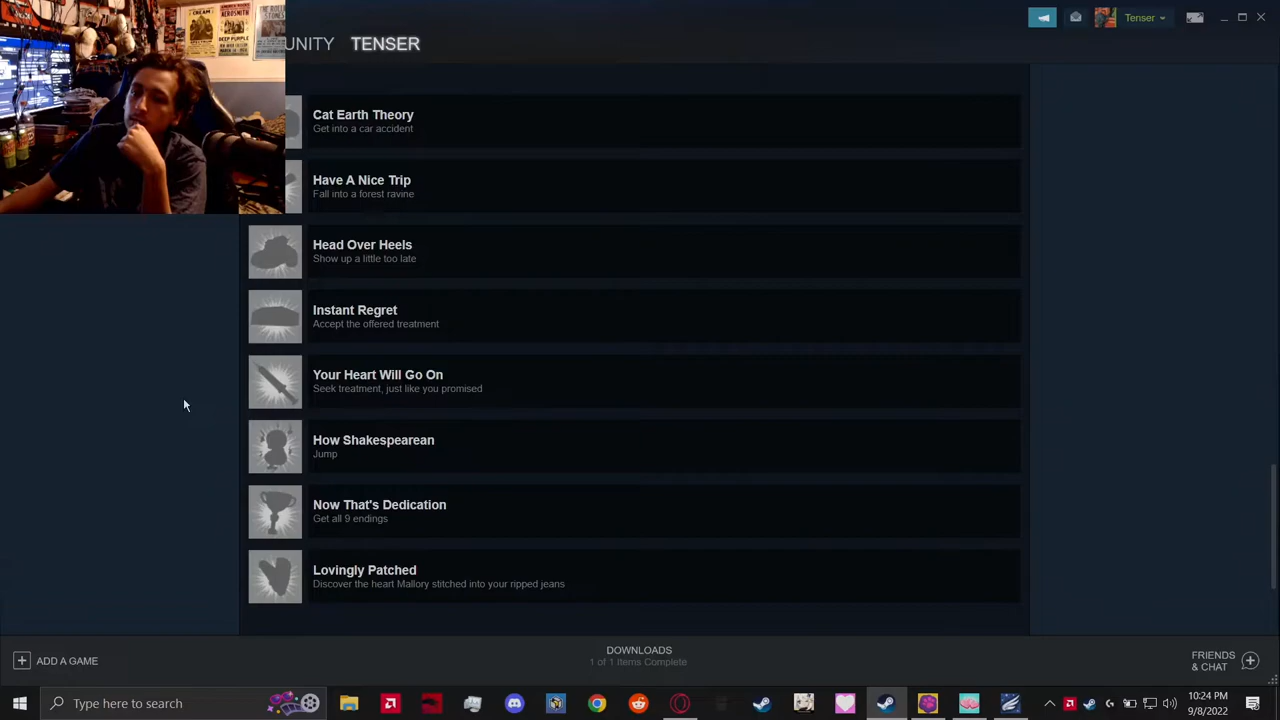 CREAM
AEROSMITH
DEEP PURPLE
UNITY
TENSER
Tenser
Cat Earth Theory
Get into a car accident
Have A Nice Trip
Fall into a forest ravine
Head Over Heels
Show up a little too late
Instant Regret
Accept the offered treatment
Your Heart Will Go On
Seek treatment, just like you promised
How Shakespearean
Jump
Now That's Dedication
Get all 9 endings
Lovingly Patched
Discover the heart Mallory stitched into your ripped jeans
ADD A GAME
DOWNLOADS
1 of 1 Items Complete
FRIENDS
& CHAT
Type here to search
10:24 PM
9/8/2022